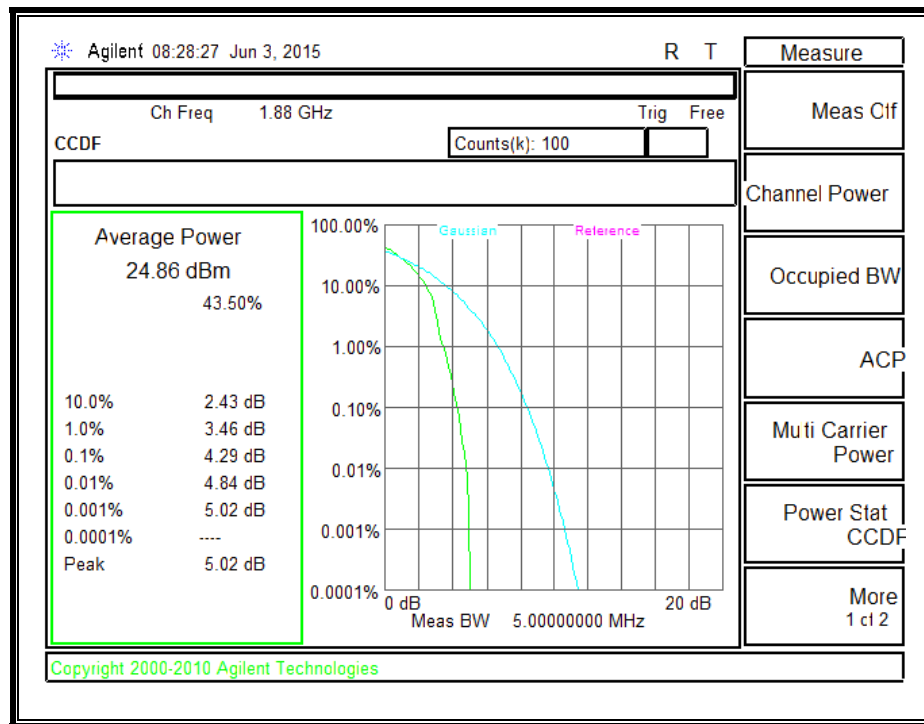 Agilent 08:28:27 Jun 3, 2015 R T
Ch Freq 1.88 GHz Trig Free
CCDF Counts(k): 100
Average Power
24.86 dBm
43.50%
10.0% 2.43 dB
1.0% 3.46 dB
0.1% 4.29 dB
0.01% 4.84 dB
0.001% 5.02 dB
0.0001% ----
Peak 5.02 dB
Gaussian Reference
100.00%
10.00%
1.00%
0.10%
0.01%
0.001%
0.0001%
0 dB 20 dB
Meas BW 5.00000000 MHz
Measure
Meas Off
Channel Power
Occupied BW
ACP
Multi Carrier
Power
Power Stat
CCDF
More
1 of 2
Copyright 2000-2010 Agilent Technologies